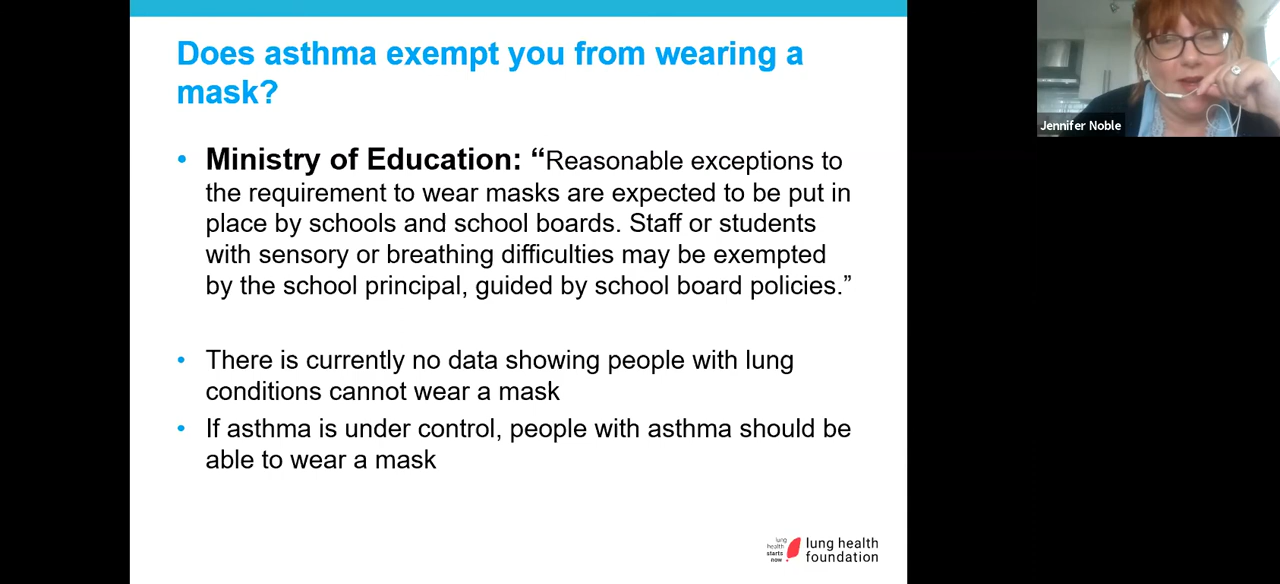 Does asthma exempt you from wearing a
mask?
• Ministry of Education: “Reasonable exceptions to
the requirement to wear masks are expected to be put in
place by schools and school boards. Staff or students
with sensory or breathing difficulties may be exempted
by the school principal, guided by school board policies.”
• There is currently no data showing people with lung
conditions cannot wear a mask
• If asthma is under control, people with asthma should be
able to wear a mask
lung
health
starts
now
lung health
foundation
Jennifer Noble